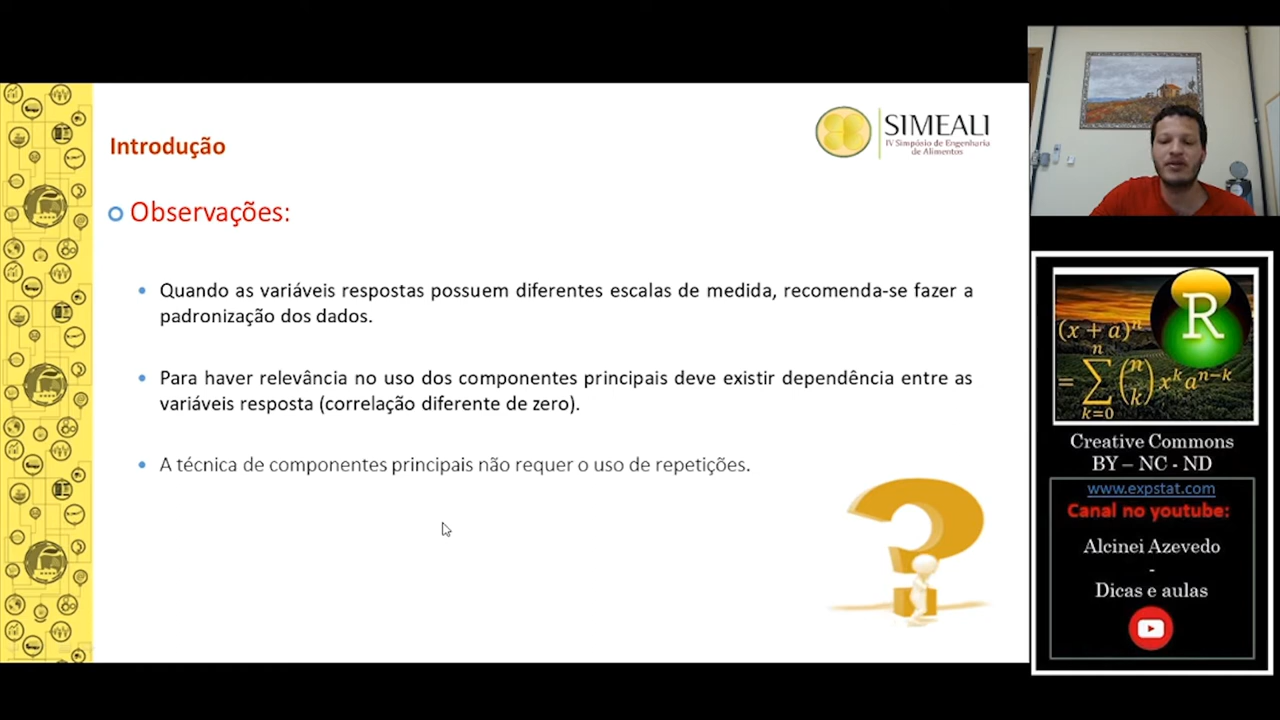 Introdução
SIMEALI
IV Simpósio de Engenharia
de Alimentos
Observações:
Quando as variáveis respostas possuem diferentes escalas de medida, recomenda-se fazer a
padronização dos dados.
Para haver relevância no uso dos componentes principais deve existir dependência entre as
variáveis resposta (correlação diferente de zero).
A técnica de componentes principais não requer o uso de repetições.
?
R
(x + a)^n
= ∑_{k=0}^{n} (n k) x^k a^{n−k}
Creative Commons
BY – NC - ND
www.expstat.com
Canal no youtube:
Alcinei Azevedo
-
Dicas e aulas